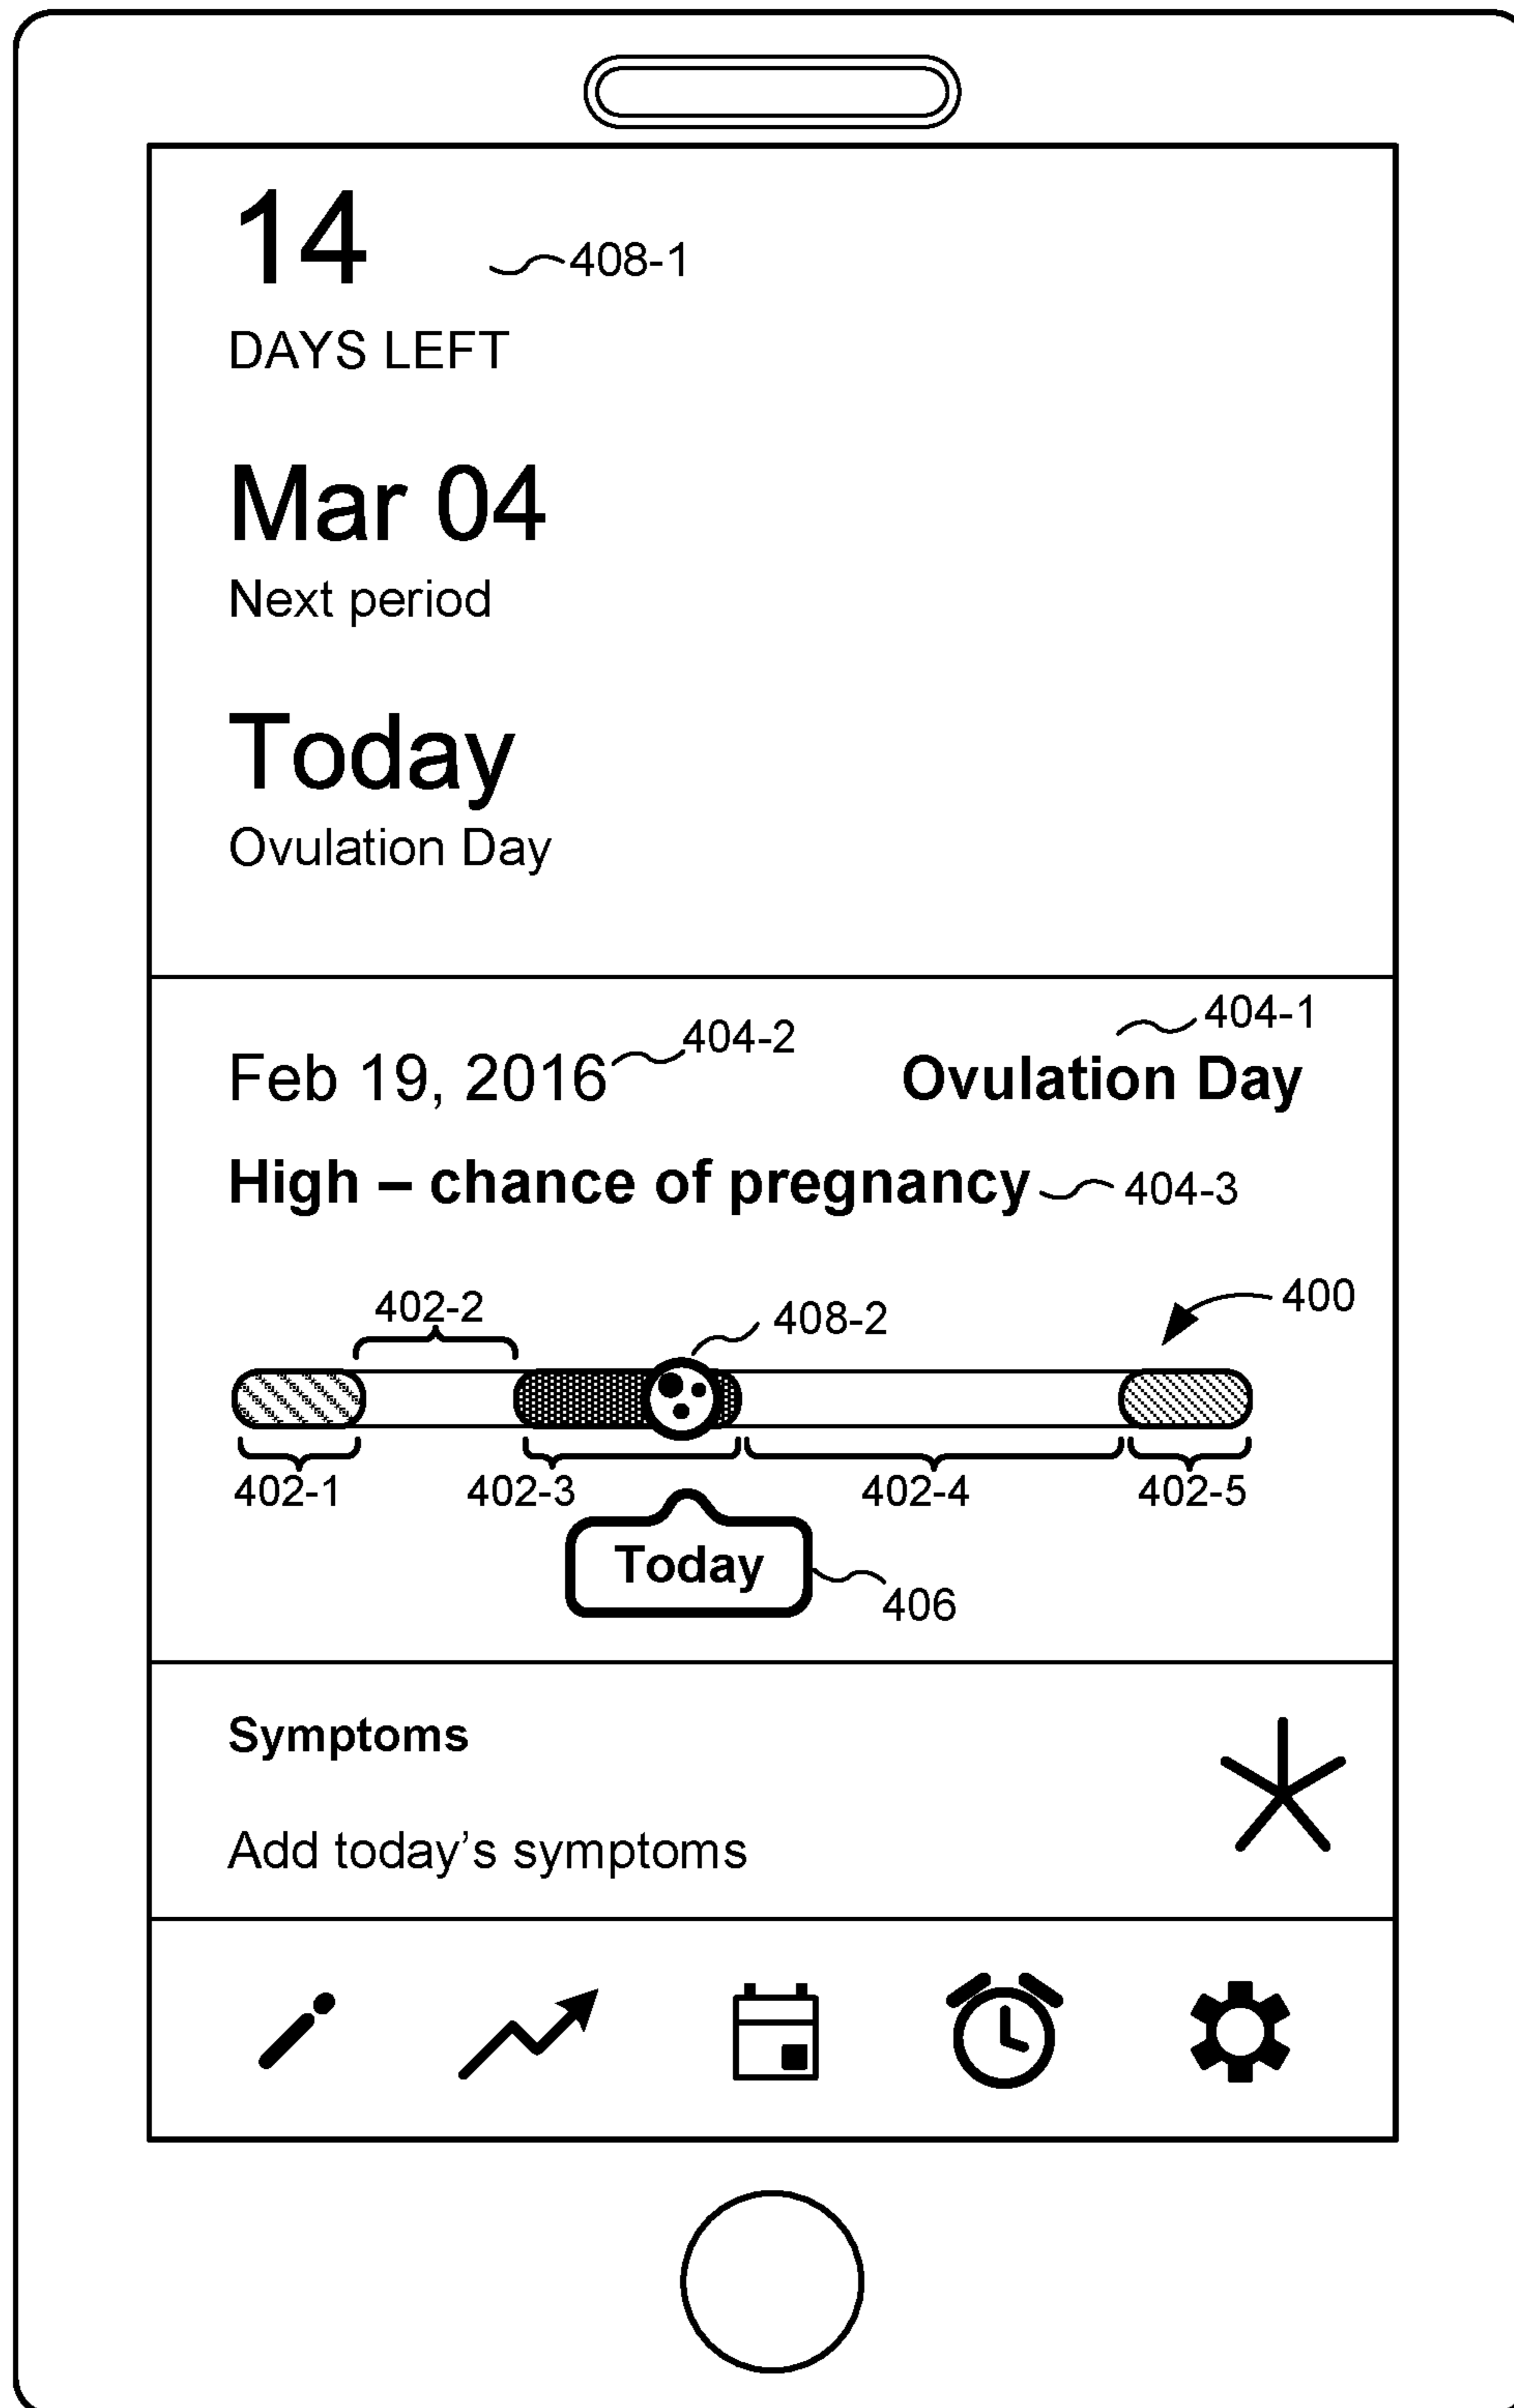 14
408-1
DAYS LEFT
Mar 04
Next period
Today
Ovulation Day
404-1
404-2
Feb 19, 2016
Ovulation Day
High – chance of pregnancy
404-3
400
402-2
408-2
402-1
402-3
402-4
402-5
Today
406
Symptoms
Add today’s symptoms